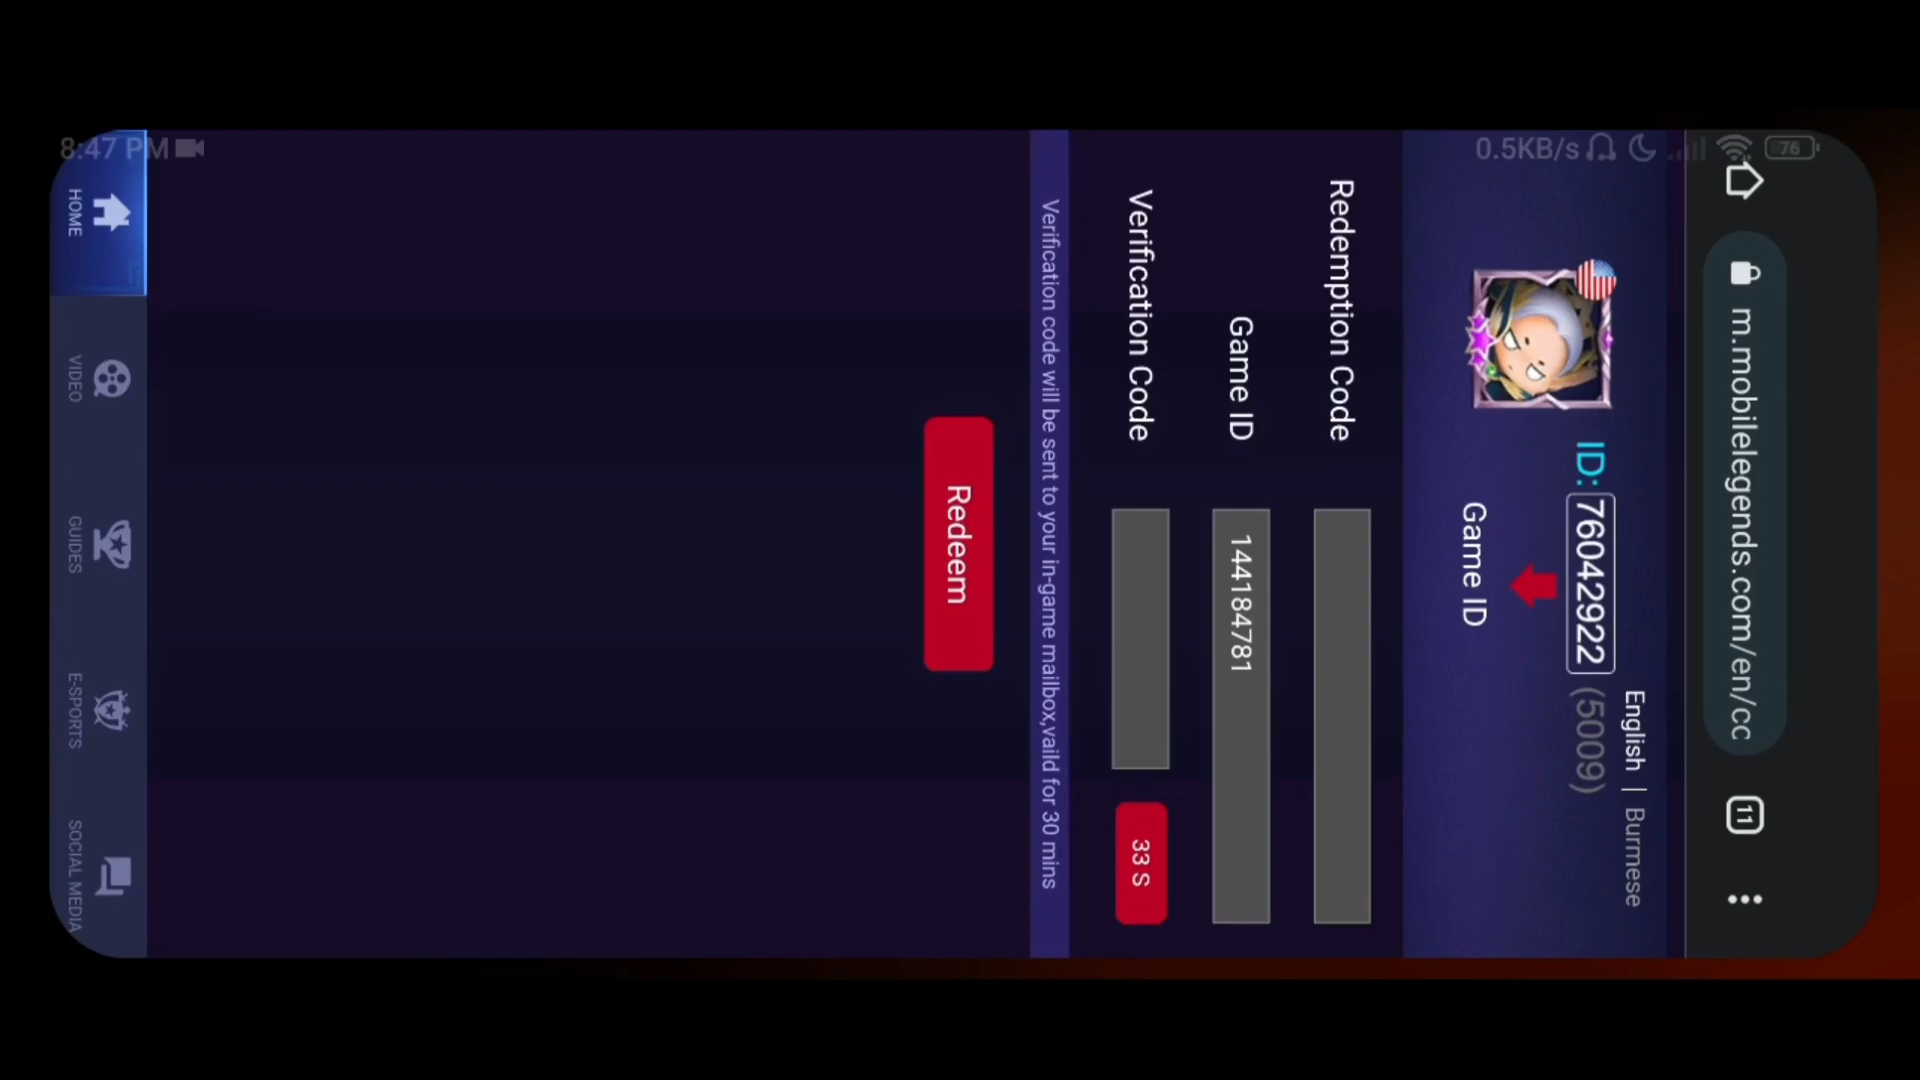 8:47 PM
0.5KB/s
76
m.mobilelegends.com/en/cc
11
English | Burmese
ID: 76042922 (5009)
Game ID
Redemption Code
Game ID
144184781
Verification Code
33 S
Verification code will be sent to your in-game mailbox,vaild for 30 mins
Redeem
HOME
VIDEO
GUIDES
E-SPORTS
SOCIAL MEDIA